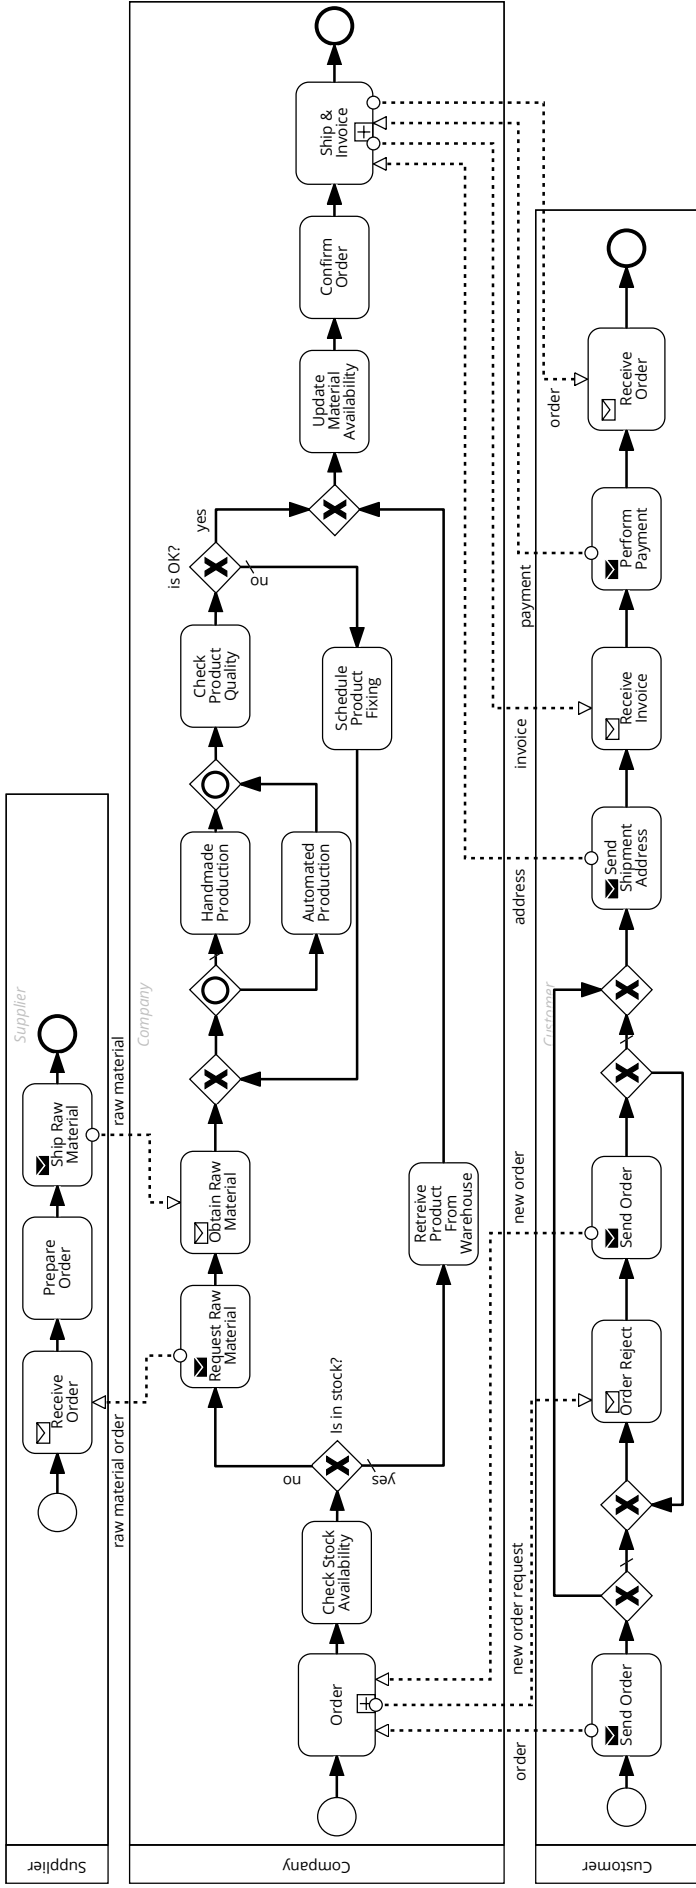 Supplier
Supplier
Receive
Order
Prepare
Order
Ship Raw
Material
raw material order
raw material
Company
Company
Order
Check Stock
Availability
Is in stock?
no
yes
Request Raw
Material
Obtain Raw
Material
Retreive
Product
From
Warehouse
Handmade
Production
Automated
Production
Check
Product
Quality
is OK?
yes
no
Schedule
Product
Fixing
Update
Material
Availability
Confirm
Order
Ship &
Invoice
order
new order request
new order
address
invoice
payment
order
Customer
Customer
Send Order
Order Reject
Send Order
Send
Shipment
Address
Receive
Invoice
Perform
Payment
Receive
Order